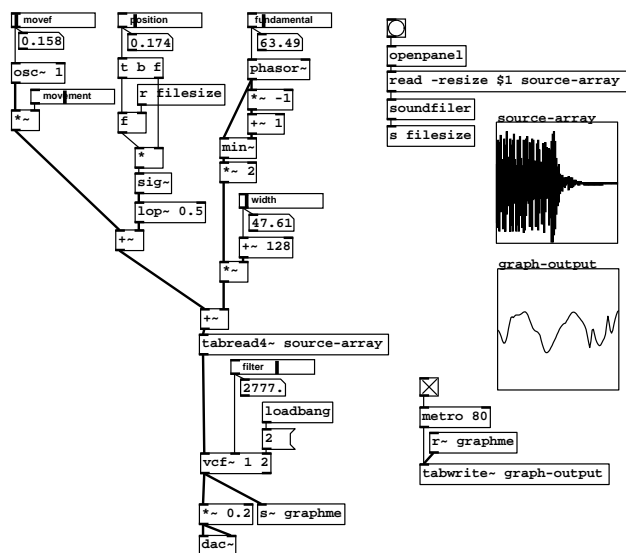 movef
0.158
osc~ 1
movement
*~
position
0.174
t b f
r filesize
f
*
sig~
lop~ 0.5
+~
fundamental
63.49
phasor~
*~ -1
+~ 1
min~
*~ 2
width
47.61
+~ 128
*~
+~
tabread4~ source-array
filter
2777.
loadbang
2
vcf~ 1 2
*~ 0.2
s~ graphme
dac~
openpanel
read -resize $1 source-array
soundfiler
s filesize
source-array
graph-output
metro 80
r~ graphme
tabwrite~ graph-output